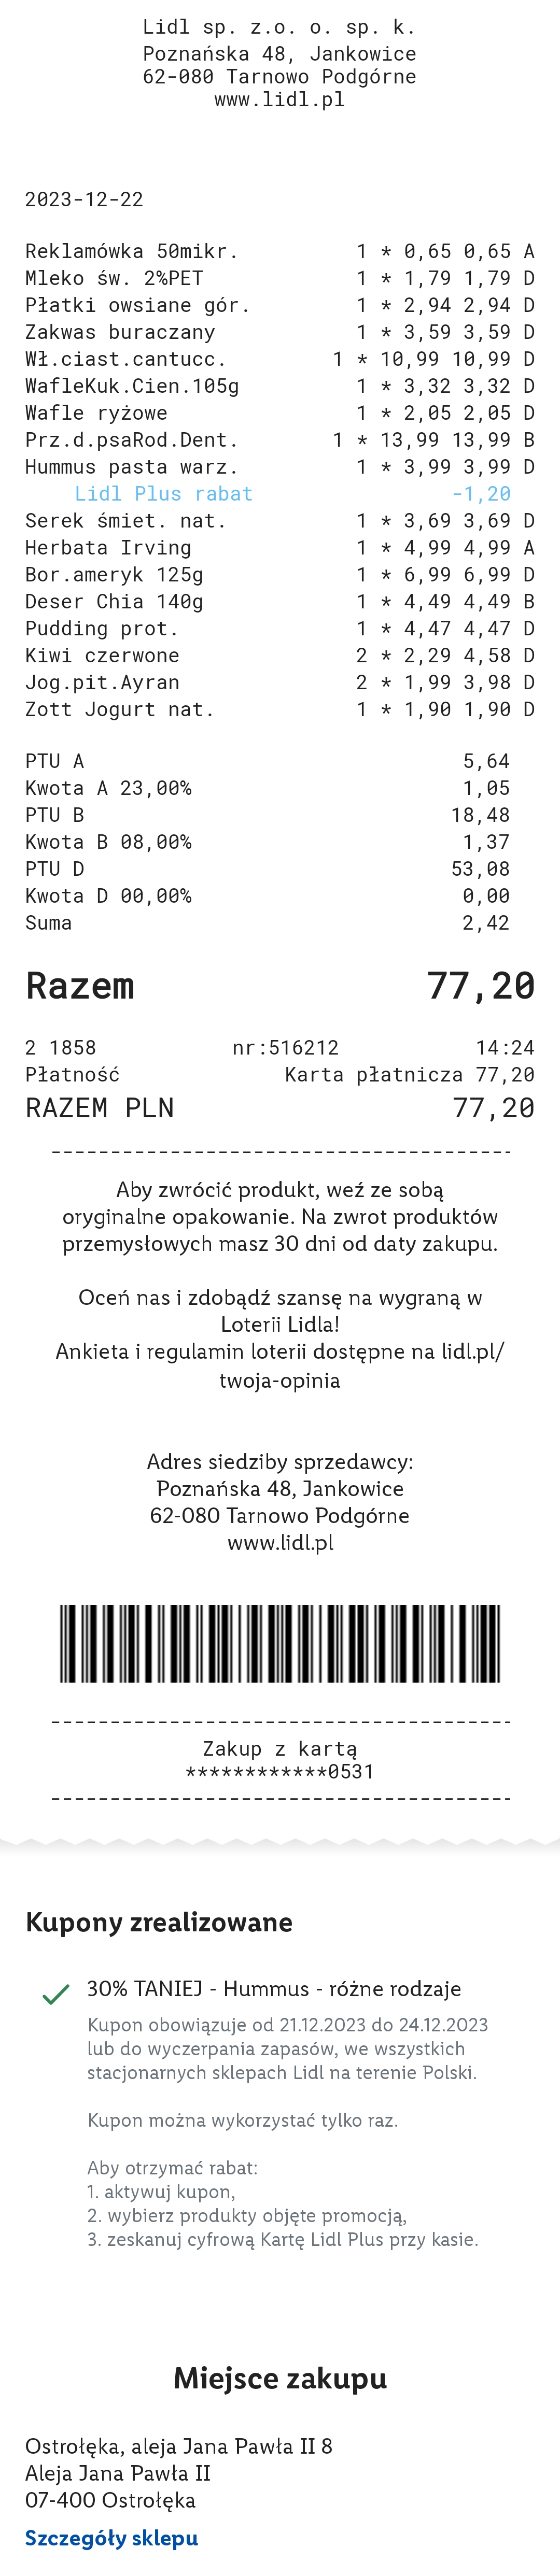 Lidl sp. z.o. o. sp. k.
Poznańska 48, Jankowice
62-080 Tarnowo Podgórne
www.lidl.pl
2023-12-22
Reklamówka 50mikr. 1 * 0,65 0,65 A
Mleko św. 2%PET 1 * 1,79 1,79 D
Płatki owsiane gór. 1 * 2,94 2,94 D
Zakwas buraczany 1 * 3,59 3,59 D
Wł.ciast.cantucc. 1 * 10,99 10,99 D
WafleKuk.Cien.105g 1 * 3,32 3,32 D
Wafle ryżowe 1 * 2,05 2,05 D
Prz.d.psaRod.Dent. 1 * 13,99 13,99 B
Hummus pasta warz. 1 * 3,99 3,99 D
Lidl Plus rabat -1,20
Serek śmiet. nat. 1 * 3,69 3,69 D
Herbata Irving 1 * 4,99 4,99 A
Bor.ameryk 125g 1 * 6,99 6,99 D
Deser Chia 140g 1 * 4,49 4,49 B
Pudding prot. 1 * 4,47 4,47 D
Kiwi czerwone 2 * 2,29 4,58 D
Jog.pit.Ayran 2 * 1,99 3,98 D
Zott Jogurt nat. 1 * 1,90 1,90 D
PTU A 5,64
Kwota A 23,00% 1,05
PTU B 18,48
Kwota B 08,00% 1,37
PTU D 53,08
Kwota D 00,00% 0,00
Suma 2,42
Razem 77,20
2 1858 nr:516212 14:24
Płatność Karta płatnicza 77,20
RAZEM PLN 77,20
Aby zwrócić produkt, weź ze sobą
oryginalne opakowanie. Na zwrot produktów
przemysłowych masz 30 dni od daty zakupu.
Oceń nas i zdobądź szansę na wygraną w
Loterii Lidla!
Ankieta i regulamin loterii dostępne na lidl.pl/
twoja-opinia
Adres siedziby sprzedawcy:
Poznańska 48, Jankowice
62-080 Tarnowo Podgórne
www.lidl.pl
Zakup z kartą
************0531
Kupony zrealizowane
30% TANIEJ - Hummus - różne rodzaje
Kupon obowiązuje od 21.12.2023 do 24.12.2023
lub do wyczerpania zapasów, we wszystkich
stacjonarnych sklepach Lidl na terenie Polski.
Kupon można wykorzystać tylko raz.
Aby otrzymać rabat:
1. aktywuj kupon,
2. wybierz produkty objęte promocją,
3. zeskanuj cyfrową Kartę Lidl Plus przy kasie.
Miejsce zakupu
Ostrołęka, aleja Jana Pawła II 8
Aleja Jana Pawła II
07-400 Ostrołęka
Szczegóły sklepu